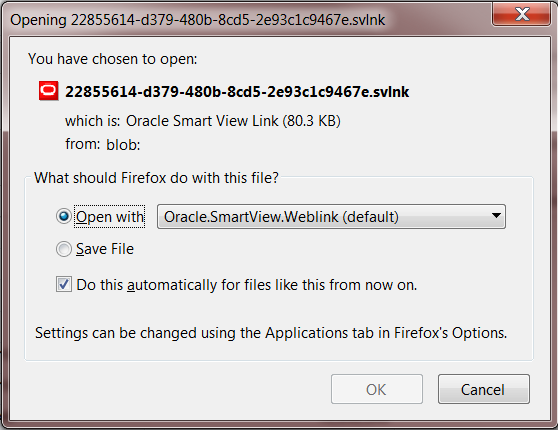 Opening 22855614-d379-480b-8cd5-2e93c1c9467e.svlnk
You have chosen to open:
22855614-d379-480b-8cd5-2e93c1c9467e.svlnk
which is: Oracle Smart View Link (80.3 KB)
from: blob:
What should Firefox do with this file?
Open with Oracle.SmartView.Weblink (default)
Save File
Do this automatically for files like this from now on.
Settings can be changed using the Applications tab in Firefox's Options.
OK Cancel